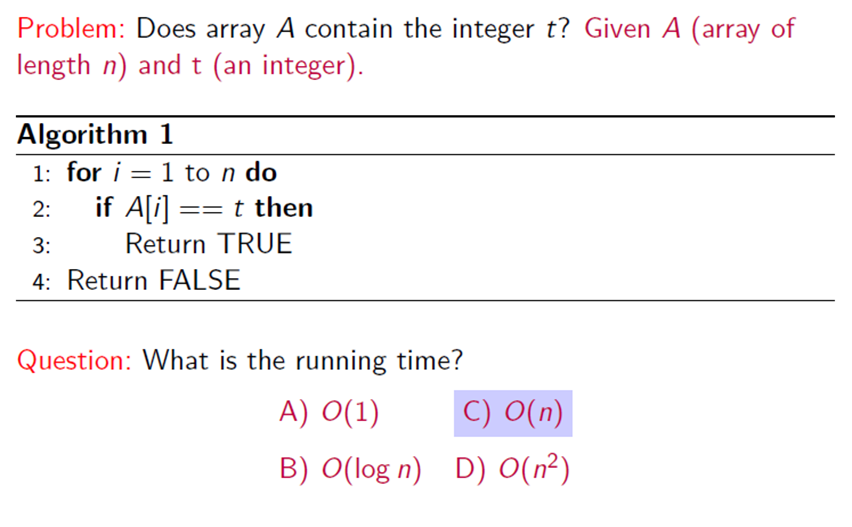 Problem: Does array A contain the integer t? Given A (array of
length n) and t (an integer).
Algorithm 1
1: for i = 1 to n do
2: if A[i] == t then
3: Return TRUE
4: Return FALSE
Question: What is the running time?
A) O(1) C) O(n)
B) O(log n) D) O(n²)